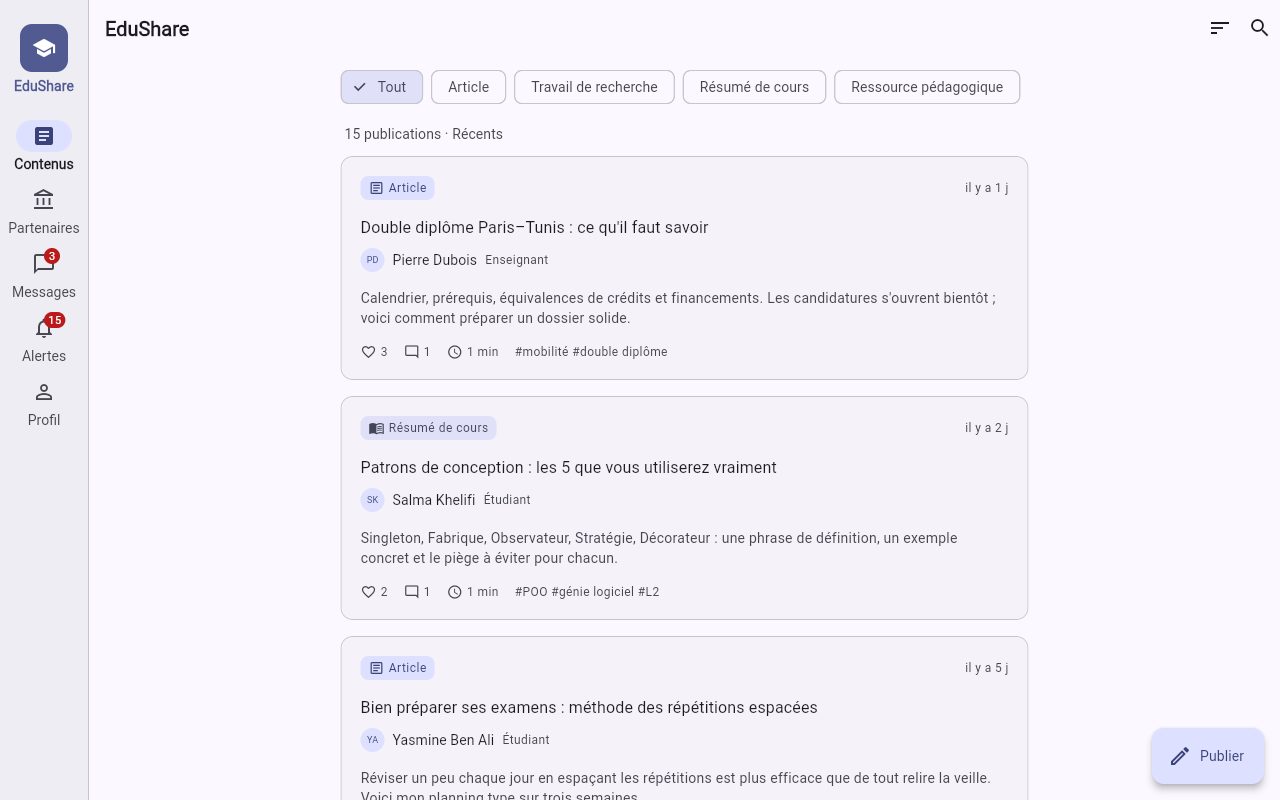 EduShare
EduShare
Contenus
Partenaires
3
Messages
15
Alertes
Profil
Tout
Article
Travail de recherche
Résumé de cours
Ressource pédagogique
15 publications · Récents
Article
il y a 1 j
Double diplôme Paris–Tunis : ce qu'il faut savoir
PD Pierre Dubois Enseignant
Calendrier, prérequis, équivalences de crédits et financements. Les candidatures s'ouvrent bientôt ;
voici comment préparer un dossier solide.
3 1 1 min #mobilité #double diplôme
Résumé de cours
il y a 2 j
Patrons de conception : les 5 que vous utiliserez vraiment
SK Salma Khelifi Étudiant
Singleton, Fabrique, Observateur, Stratégie, Décorateur : une phrase de définition, un exemple
concret et le piège à éviter pour chacun.
2 1 1 min #POO #génie logiciel #L2
Article
il y a 5 j
Bien préparer ses examens : méthode des répétitions espacées
YA Yasmine Ben Ali Étudiant
Réviser un peu chaque jour en espaçant les répétitions est plus efficace que de tout relire la veille.
Voici mon planning type sur trois semaines.
Publier